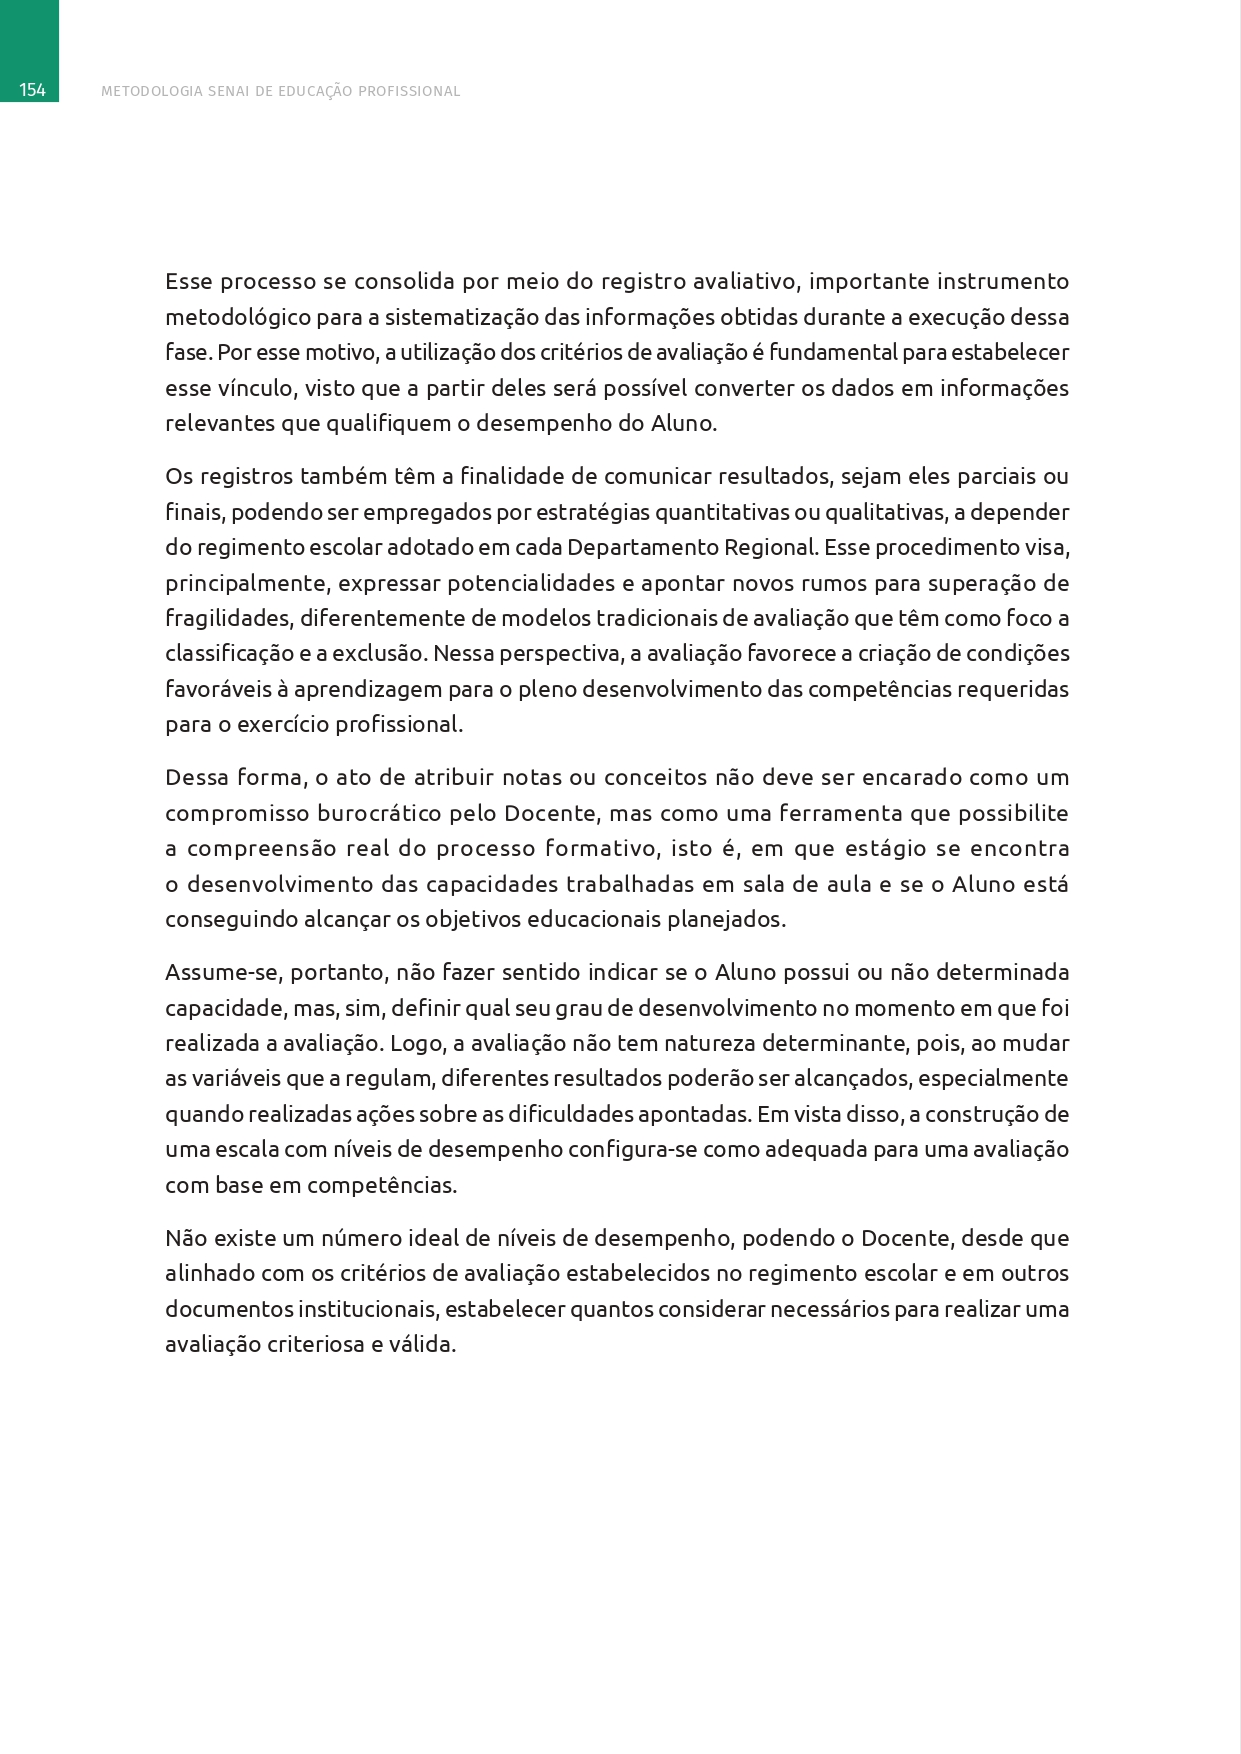 154
METODOLOGIA SENAI DE EDUCAÇÃO PROFISSIONAL
Esse processo se consolida por meio do registro avaliativo, importante instrumento
metodológico para a sistematização das informações obtidas durante a execução dessa
fase. Por esse motivo, a utilização dos critérios de avaliação é fundamental para estabelecer
esse vínculo, visto que a partir deles será possível converter os dados em informações
relevantes que qualifiquem o desempenho do Aluno.
Os registros também têm a finalidade de comunicar resultados, sejam eles parciais ou
finais, podendo ser empregados por estratégias quantitativas ou qualitativas, a depender
do regimento escolar adotado em cada Departamento Regional. Esse procedimento visa,
principalmente, expressar potencialidades e apontar novos rumos para superação de
fragilidades, diferentemente de modelos tradicionais de avaliação que têm como foco a
classificação e a exclusão. Nessa perspectiva, a avaliação favorece a criação de condições
favoráveis à aprendizagem para o pleno desenvolvimento das competências requeridas
para o exercício profissional.
Dessa forma, o ato de atribuir notas ou conceitos não deve ser encarado como um
compromisso burocrático pelo Docente, mas como uma ferramenta que possibilite
a compreensão real do processo formativo, isto é, em que estágio se encontra
o desenvolvimento das capacidades trabalhadas em sala de aula e se o Aluno está
conseguindo alcançar os objetivos educacionais planejados.
Assume-se, portanto, não fazer sentido indicar se o Aluno possui ou não determinada
capacidade, mas, sim, definir qual seu grau de desenvolvimento no momento em que foi
realizada a avaliação. Logo, a avaliação não tem natureza determinante, pois, ao mudar
as variáveis que a regulam, diferentes resultados poderão ser alcançados, especialmente
quando realizadas ações sobre as dificuldades apontadas. Em vista disso, a construção de
uma escala com níveis de desempenho configura-se como adequada para uma avaliação
com base em competências.
Não existe um número ideal de níveis de desempenho, podendo o Docente, desde que
alinhado com os critérios de avaliação estabelecidos no regimento escolar e em outros
documentos institucionais, estabelecer quantos considerar necessários para realizar uma
avaliação criteriosa e válida.